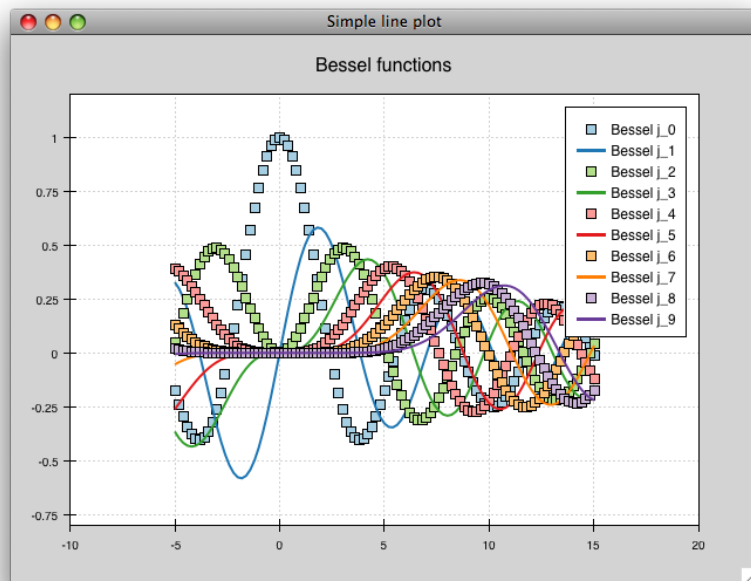 Simple line plot
Bessel functions
1
0.75
0.5
0.25
0
-0.25
-0.5
-0.75
-10
-5
0
5
10
15
20
Bessel j_0
Bessel j_1
Bessel j_2
Bessel j_3
Bessel j_4
Bessel j_5
Bessel j_6
Bessel j_7
Bessel j_8
Bessel j_9